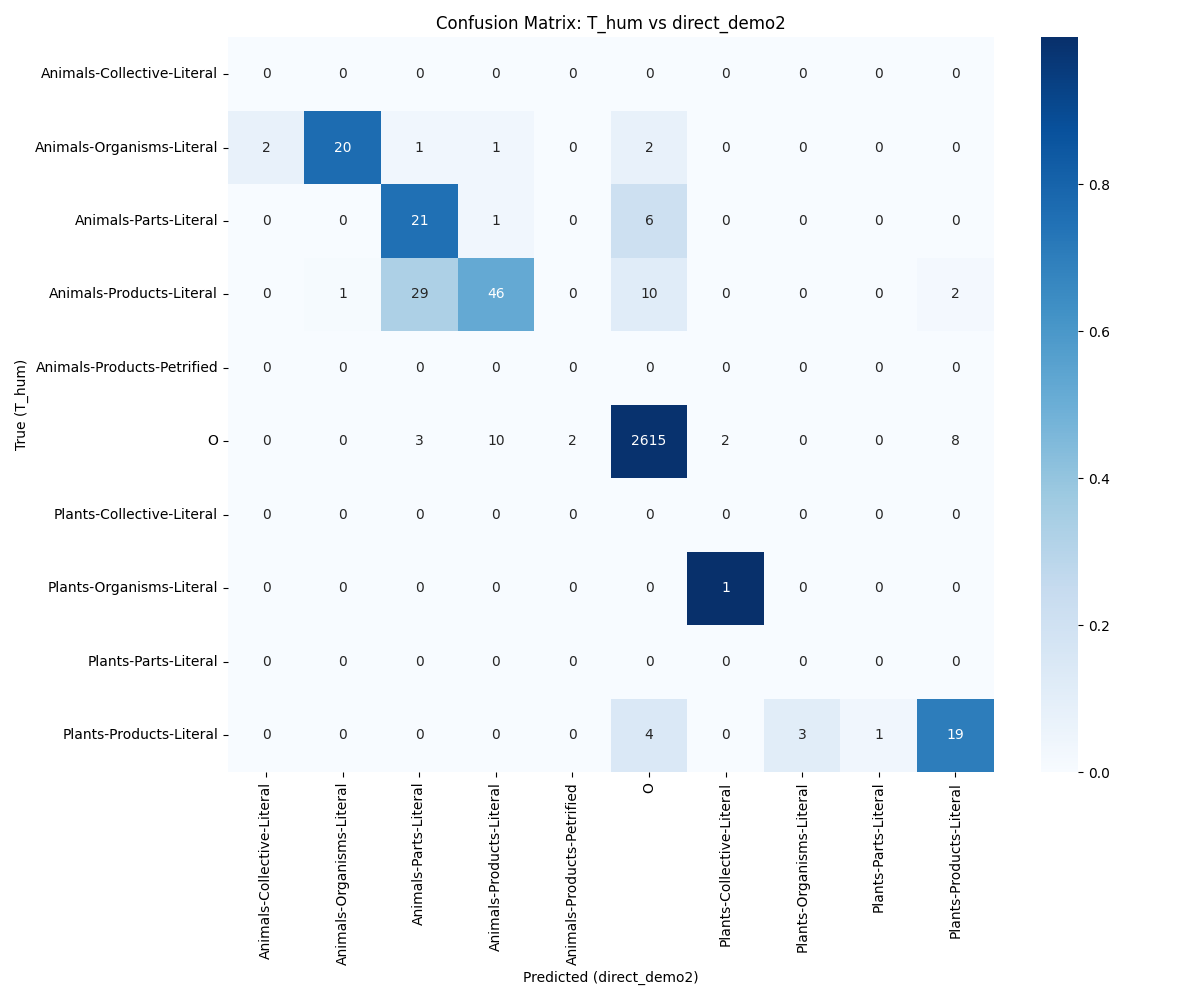 Confusion Matrix: T_hum vs direct_demo2
True (T_hum)
Animals-Collective-Literal 0 0 0 0 0 0 0 0 0 0
Animals-Organisms-Literal 2 20 1 1 0 2 0 0 0 0
Animals-Parts-Literal 0 0 21 1 0 6 0 0 0 0
Animals-Products-Literal 0 1 29 46 0 10 0 0 0 2
Animals-Products-Petrified 0 0 0 0 0 0 0 0 0 0
O 0 0 3 10 2 2615 2 0 0 8
Plants-Collective-Literal 0 0 0 0 0 0 0 0 0 0
Plants-Organisms-Literal 0 0 0 0 0 0 1 0 0 0
Plants-Parts-Literal 0 0 0 0 0 0 0 0 0 0
Plants-Products-Literal 0 0 0 0 0 4 0 3 1 19
Animals-Collective-Literal
Animals-Organisms-Literal
Animals-Parts-Literal
Animals-Products-Literal
Animals-Products-Petrified
O
Plants-Collective-Literal
Plants-Organisms-Literal
Plants-Parts-Literal
Plants-Products-Literal
Predicted (direct_demo2)
0.8
0.6
0.4
0.2
0.0